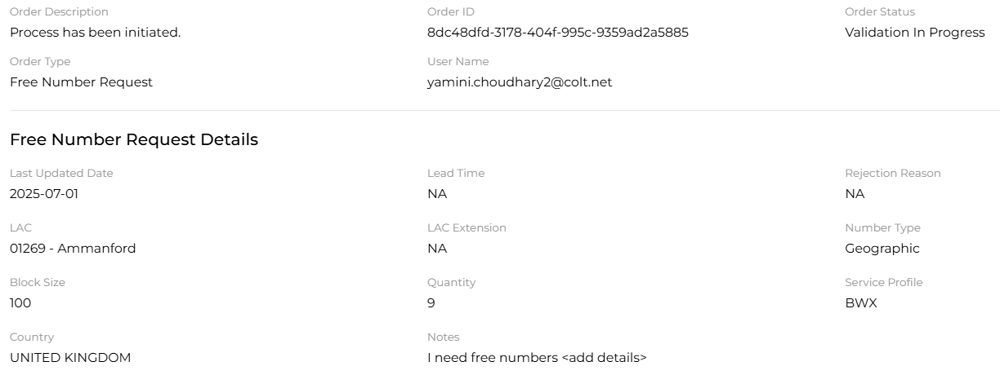 Order Description
Order ID
Order Status
Process has been initiated.
8dc48dfd-3178-404f-995c-9359ad2a5885
Validation In Progress
Order Type
User Name
Free Number Request
yamini.choudhary2@colt.net
Free Number Request Details
Last Updated Date
Lead Time
Rejection Reason
2025-07-01
NA
NA
LAC
LAC Extension
Number Type
01269 - Ammanford
NA
Geographic
Block Size
Quantity
Service Profile
100
9
BWX
Country
Notes
UNITED KINGDOM
I need free numbers <add details>